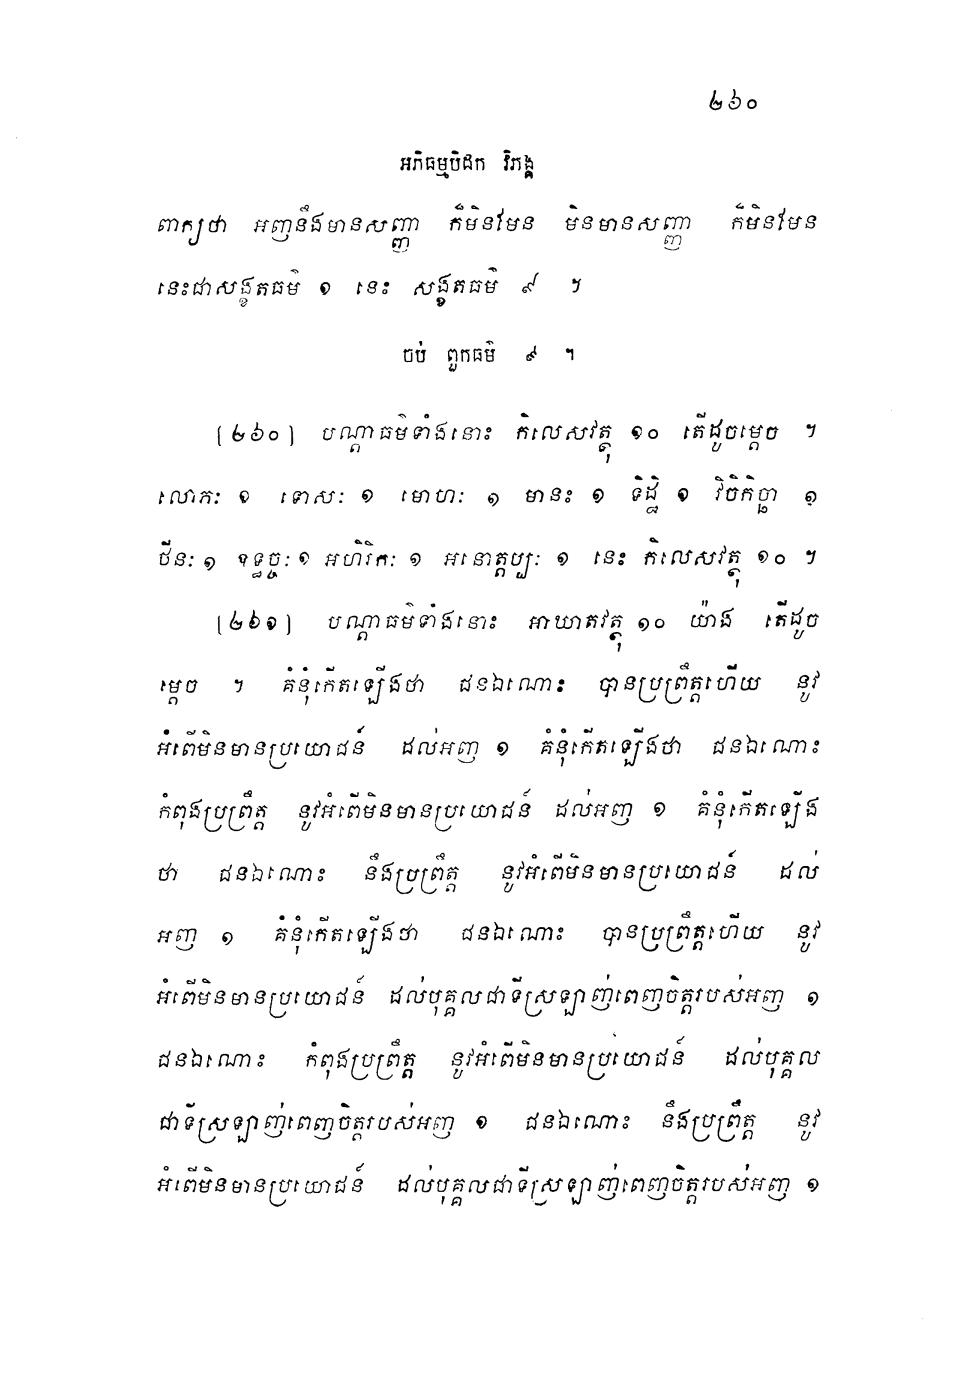 ២៦០
អភិធម្មបិដក វិភង្គ
ពាក្យថា អញនឹងមានសញ្ញា ក៏មិនមែន មិនមានសញ្ញា ក៏មិនមែន
នេះជាសង្ខតធម៌ ១ នេះ សង្ខតធម៌ ៩ ។
ចប់ ពួកធម៌ ៩ ។
[២៦០] បណ្តាធម៌ទាំងនោះ កិលេសវត្ថុ ១០ តើដូចម្តេច ។
លោភៈ ១ ទោសៈ ១ មោហៈ ១ មានះ ១ ទិដ្ឋិ ១ វិចិកិច្ឆា ១
ថីនៈ ១ ឧទ្ធច្ចៈ ១ អហិរិកៈ ១ អនោត្តប្បៈ ១ នេះ កិលេសវត្ថុ ១០ ។
[២៦១] បណ្តាធម៌ទាំងនោះ អាឃាតវត្ថុ ១០ យ៉ាង តើដូច
ម្តេច ។ គំនុំកើតឡើងថា ជនឯណោះ បានប្រព្រឹត្តហើយ នូវ
អំពើមិនមានប្រយោជន៍ ដល់អញ ១ គំនុំកើតឡើងថា ជនឯណោះ
កំពុងប្រព្រឹត្ត នូវអំពើមិនមានប្រយោជន៍ ដល់អញ ១ គំនុំកើតឡើង
ថា ជនឯណោះ នឹងប្រព្រឹត្ត នូវអំពើមិនមានប្រយោជន៍ ដល់
អញ ១ គំនុំកើតឡើងថា ជនឯណោះ បានប្រព្រឹត្តហើយ នូវ
អំពើមិនមានប្រយោជន៍ ដល់បុគ្គលជាទីស្រឡាញ់ពេញចិត្តរបស់អញ ១
ជនឯណោះ កំពុងប្រព្រឹត្ត នូវអំពើមិនមានប្រយោជន៍ ដល់បុគ្គល
ជាទីស្រឡាញ់ពេញចិត្តរបស់អញ ១ ជនឯណោះ នឹងប្រព្រឹត្ត នូវ
អំពើមិនមានប្រយោជន៍ ដល់បុគ្គលជាទីស្រឡាញ់ពេញចិត្តរបស់អញ ១